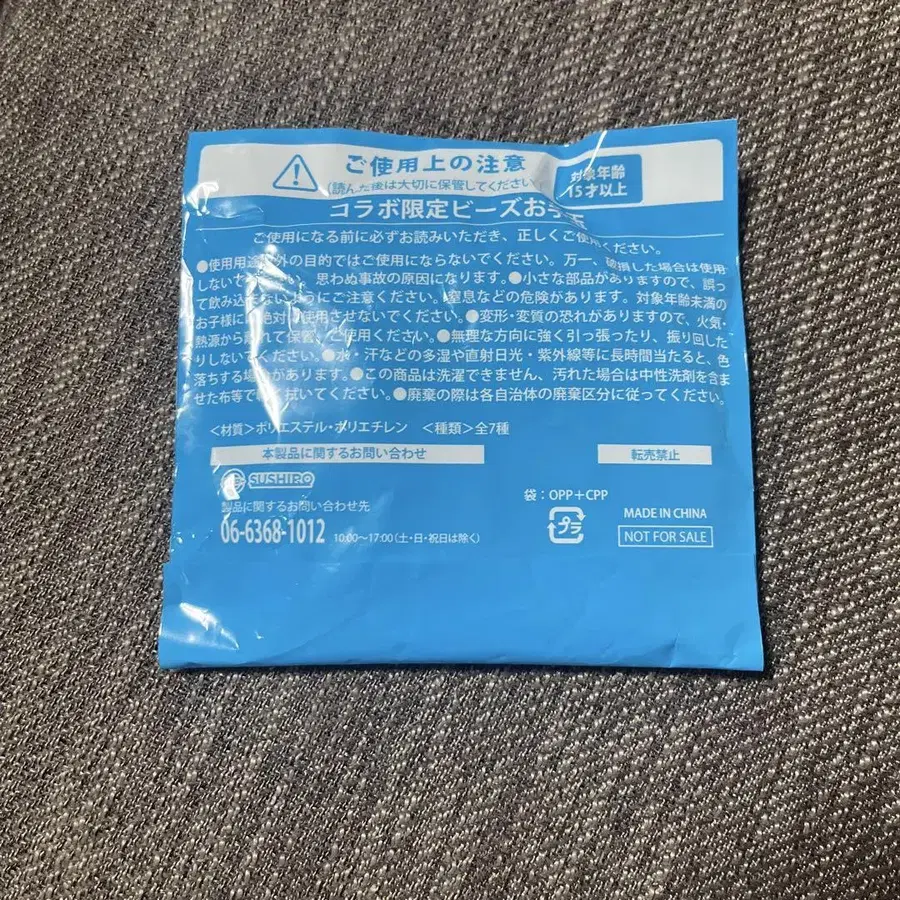 ご使用上の注意
(読んだ後は大切に保管してください)
対象年齢
15才以上
コラボ限定ビーズお手玉
ご使用になる前に必ずお読みいただき、正しくご使用ください。
●使用用途以外の目的ではご使用にならないでください。万一、破損した場合は使用
しないで 思わぬ事故の原因になります。●小さな部品がありますので、誤っ
て飲み込まないようにご注意ください。窒息などの危険があります。対象年齢未満の
お子様には絶対に使用させないでください。●変形・変質の恐れがありますので、火気・
熱源から離れて保管、ご使用ください。●無理な方向に強く引っ張ったり、振り回した
りしないでください。●水・汗などの多湿や直射日光・紫外線等に長時間当たると、色
落ちする場合があります。●この商品は洗濯できません、汚れた場合は中性洗剤を含ま
せた布等で 拭いてください。●廃棄の際は各自治体の廃棄区分に従ってください。
＜材質＞ポリエステル・ポリエチレン ＜種類＞全7種
本製品に関するお問い合わせ
転売禁止
SUSHIRO
製品に関するお問い合わせ先
06-6368-1012 10:00～17:00(土・日・祝日は除く)
袋：OPP＋CPP
プラ
MADE IN CHINA
NOT FOR SALE